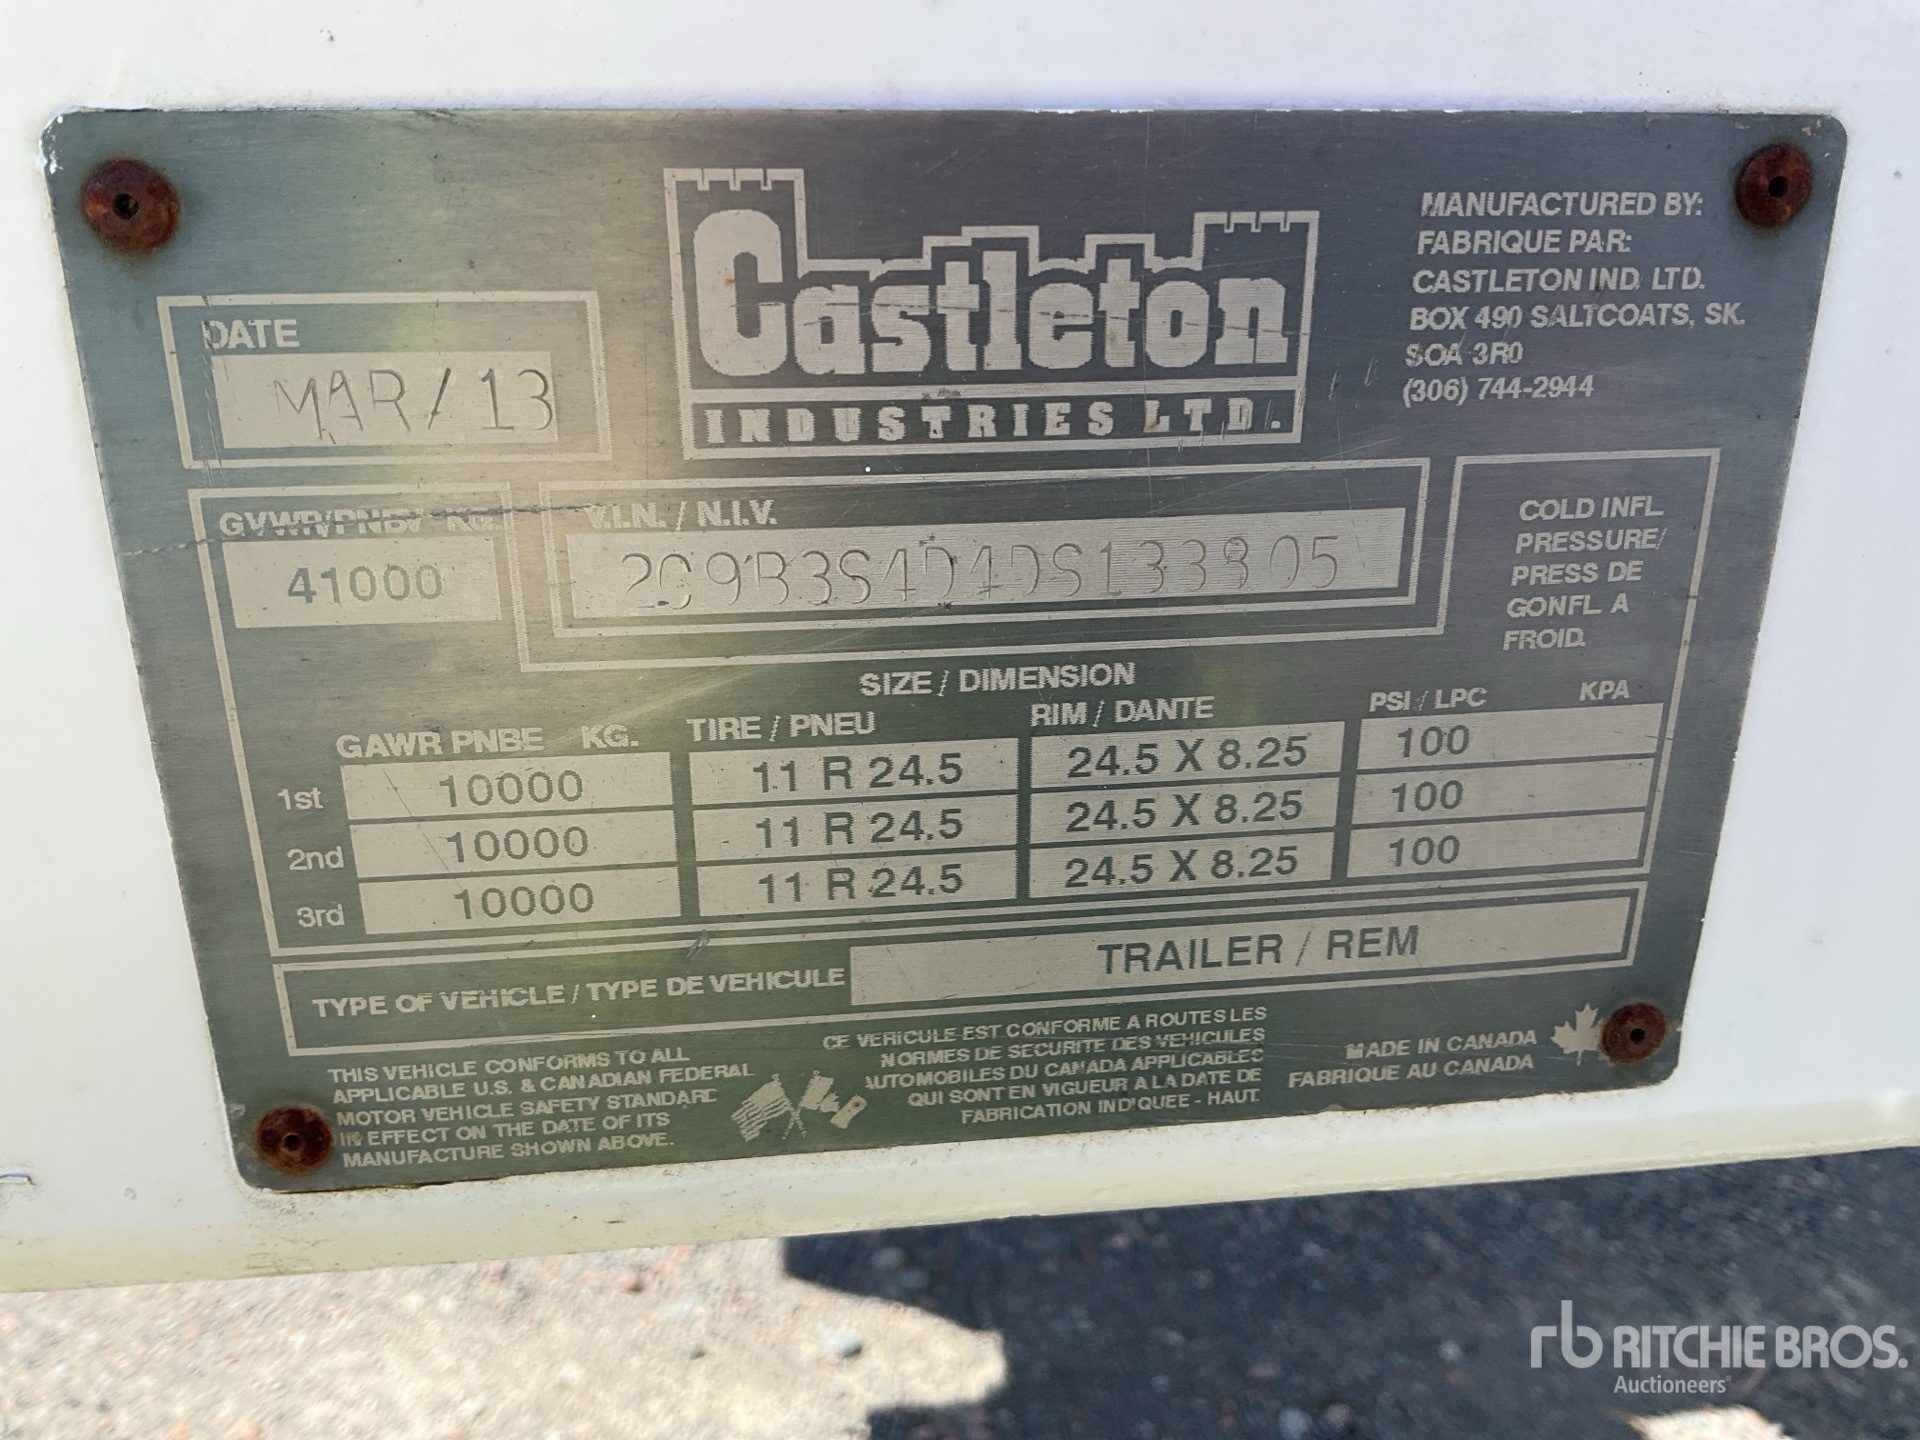 Castleton
INDUSTRIES LTD.
MANUFACTURED BY:
FABRIQUE PAR:
CASTLETON IND. LTD.
BOX 490 SALTCOATS, SK.
SOA 3R0
(306) 744-2944
DATE
MAR/13
GVWR/PNBV KG.
41000
V.I.N. / N.I.V.
2C9B3S4D4DS133805
COLD INFL.
PRESSURE/
PRESS DE
GONFL. A
FROID.
SIZE / DIMENSION
GAWR PNBE KG. TIRE / PNEU RIM / DANTE PSI / LPC KPA
1st 10000 11 R 24.5 24.5 X 8.25 100
2nd 10000 11 R 24.5 24.5 X 8.25 100
3rd 10000 11 R 24.5 24.5 X 8.25 100
TYPE OF VEHICLE / TYPE DE VEHICULE TRAILER / REM
THIS VEHICLE CONFORMS TO ALL
APPLICABLE U.S. & CANADIAN FEDERAL
MOTOR VEHICLE SAFETY STANDARD
IN EFFECT ON THE DATE OF ITS
MANUFACTURE SHOWN ABOVE.
CE VEHICULE EST CONFORME A ROUTES LES
NORMES DE SECURITE DES VEHICULES
AUTOMOBILES DU CANADA APPLICABLES
QUI SONT EN VIGUEUR A LA DATE DE
FABRICATION INDIQUEE - HAUT.
MADE IN CANADA
FABRIQUE AU CANADA
rb RITCHIE BROS.
Auctioneers